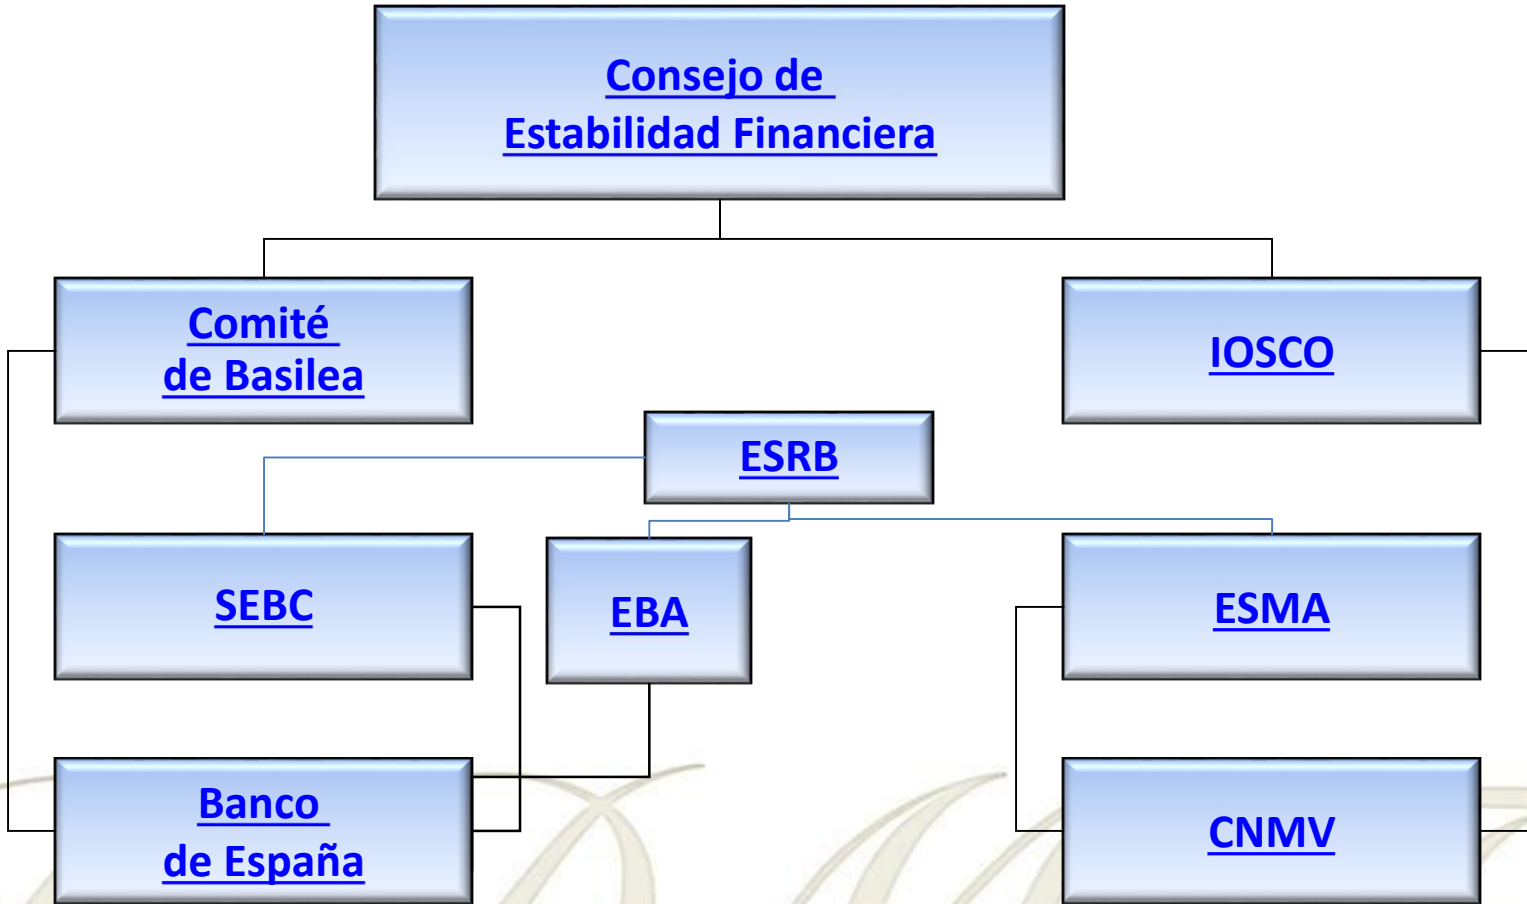 Consejo de
Estabilidad Financiera
Comité
de Basilea
IOSCO
ESRB
SEBC
EBA
ESMA
Banco
de España
CNMV